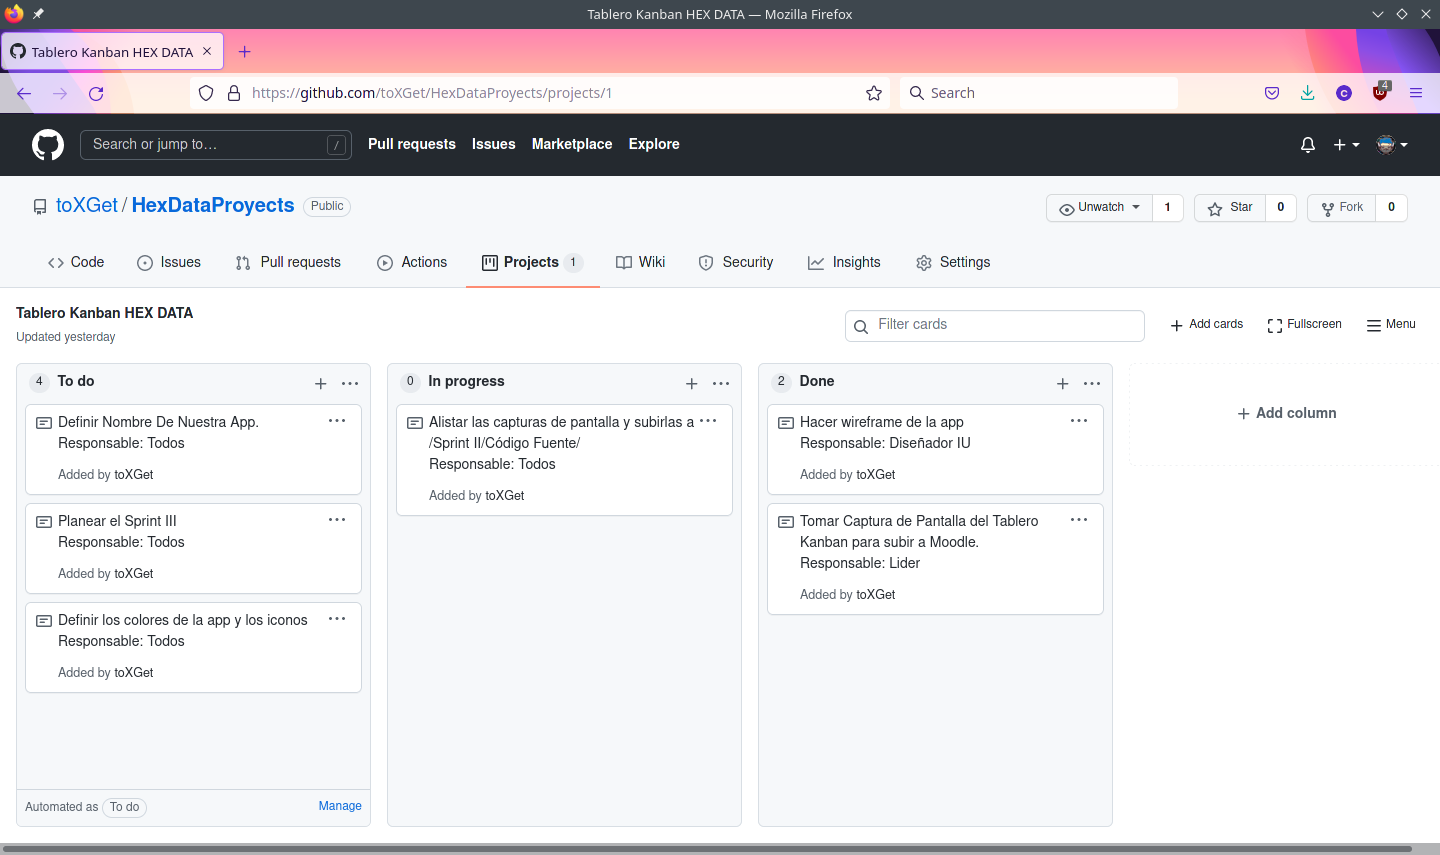 Tablero Kanban HEX DATA — Mozilla Firefox
Tablero Kanban HEX DATA
https://github.com/toXGet/HexDataProyects/projects/1
Search
C
4
Search or jump to…
/
Pull requests
Issues
Marketplace
Explore
toXGet / HexDataProyects
Public
Unwatch
1
Star
0
Fork
0
Code
Issues
Pull requests
Actions
Projects
1
Wiki
Security
Insights
Settings
Tablero Kanban HEX DATA
Updated yesterday
Filter cards
Add cards
Fullscreen
Menu
4
To do
Definir Nombre De Nuestra App.
Responsable: Todos
Added by toXGet
Planear el Sprint III
Responsable: Todos
Added by toXGet
Definir los colores de la app y los iconos
Responsable: Todos
Added by toXGet
Automated as To do
Manage
0
In progress
Alistar las capturas de pantalla y subirlas a
/Sprint II/Código Fuente/
Responsable: Todos
Added by toXGet
2
Done
Hacer wireframe de la app
Responsable: Diseñador IU
Added by toXGet
Tomar Captura de Pantalla del Tablero
Kanban para subir a Moodle.
Responsable: Lider
Added by toXGet
Add column